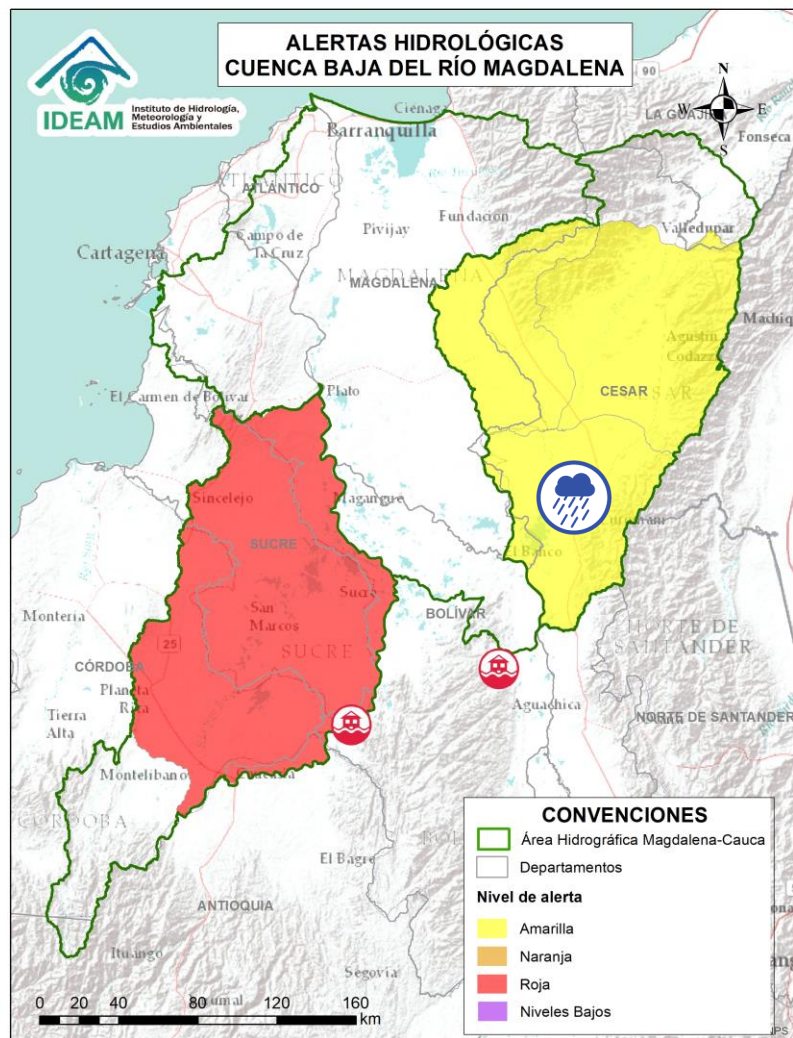 ALERTAS HIDROLÓGICAS
CUENCA BAJA DEL RÍO MAGDALENA
IDEAM
Instituto de Hidrología,
Meteorología y
Estudios Ambientales
90
N
W
E
S
LA GUAJIRA
Fonseca
Ciénaga
Barranquilla
ATLÁNTICO
Fundación
Pivijay
Campo de
la Cruz
Valledupar
Cartagena
MAGDALENA
MAGDALENA
Machiq
Agustín
Codazzi
El Carmen de Bolívar
Plato
CESAR
Sincelejo
Magangué
SUCRE
El Banco
Sucre
BOLÍVAR
Montería
San
Marcos
25
SUCRE
NORTE DE
SANTANDER
CÓRDOBA
Planeta
Rica
Tierra
Alta
Aguachica
NORTE DE SANTANDER
Montelíbano
CÓRDOBA
El Bagre
ANTIOQUIA
Ituango
Segovia
CONVENCIONES
Área Hidrográfica Magdalena-Cauca
Departamentos
Nivel de alerta
Amarilla
Naranja
Roja
Niveles Bajos
0 20 40 80 120 160
km